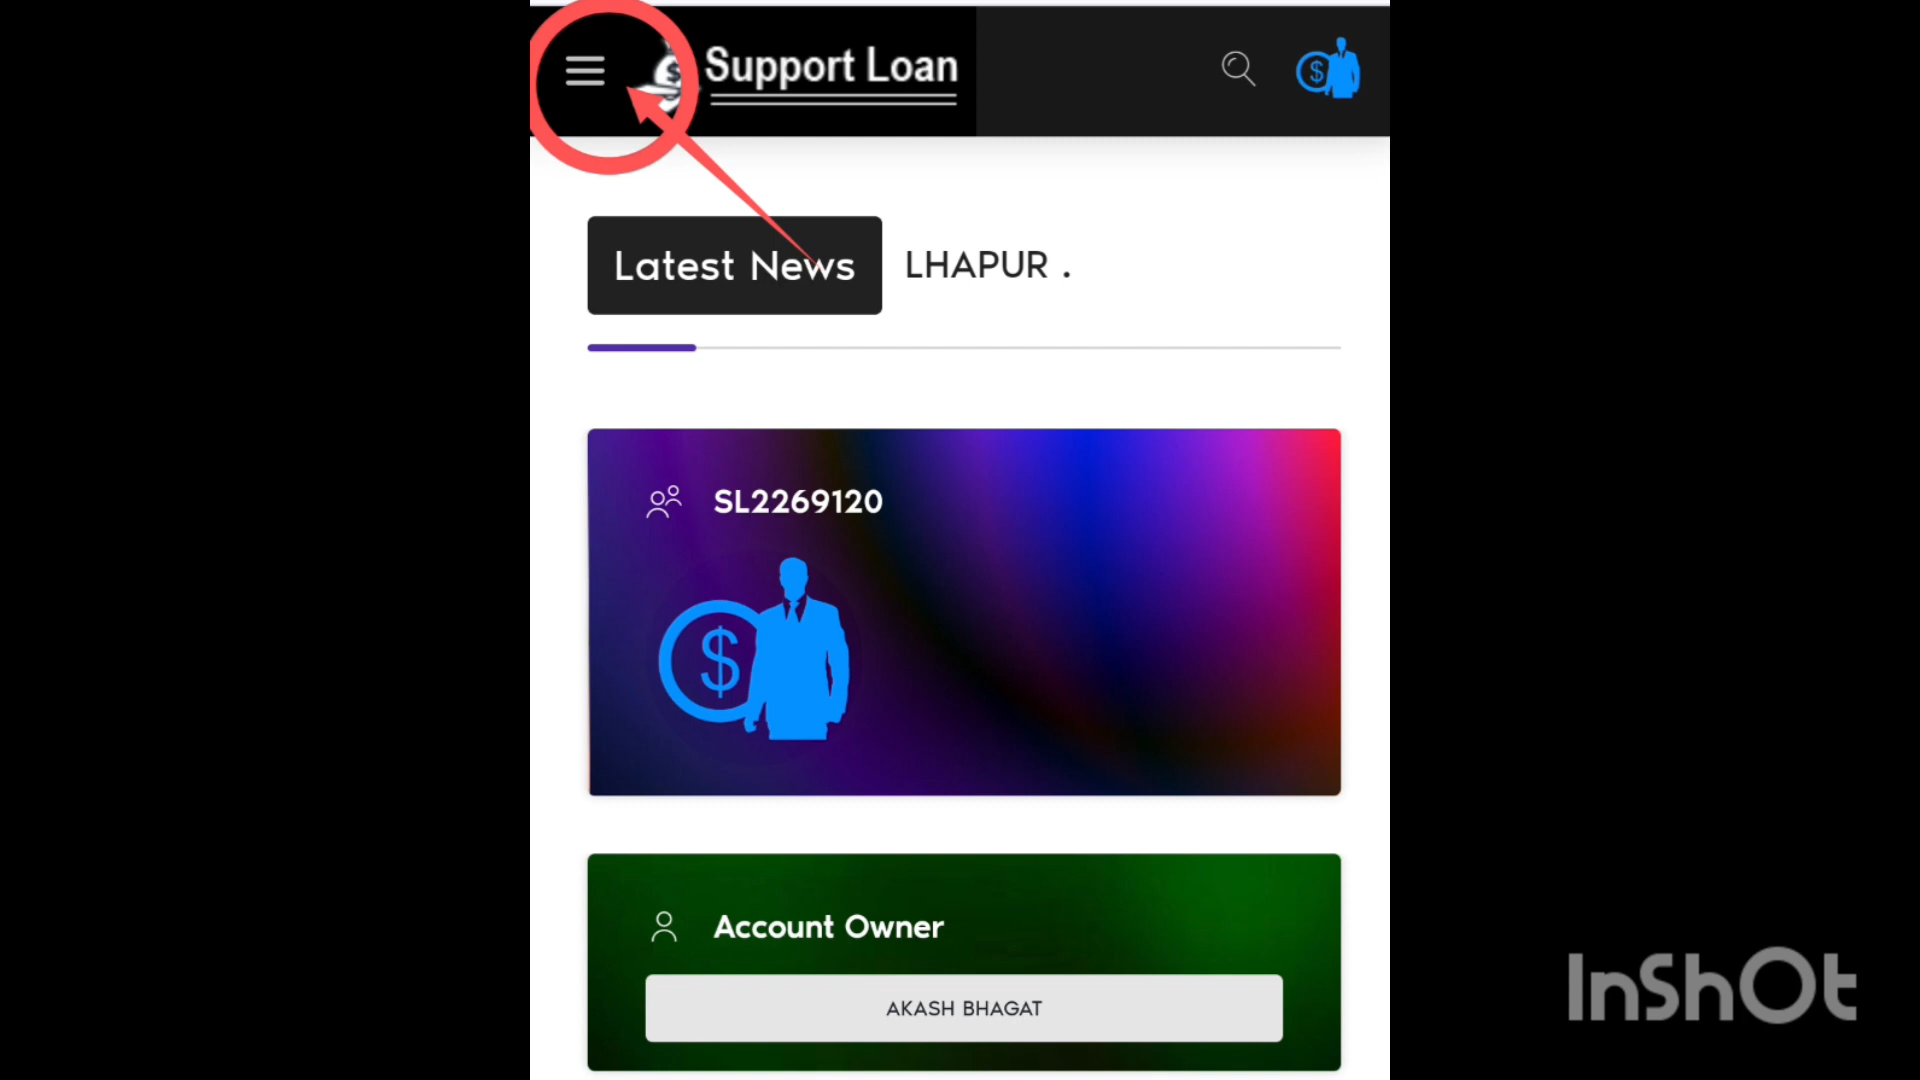 Support Loan
Latest News
LHAPUR .
SL2269120
$
Account Owner
AKASH BHAGAT
InShOt